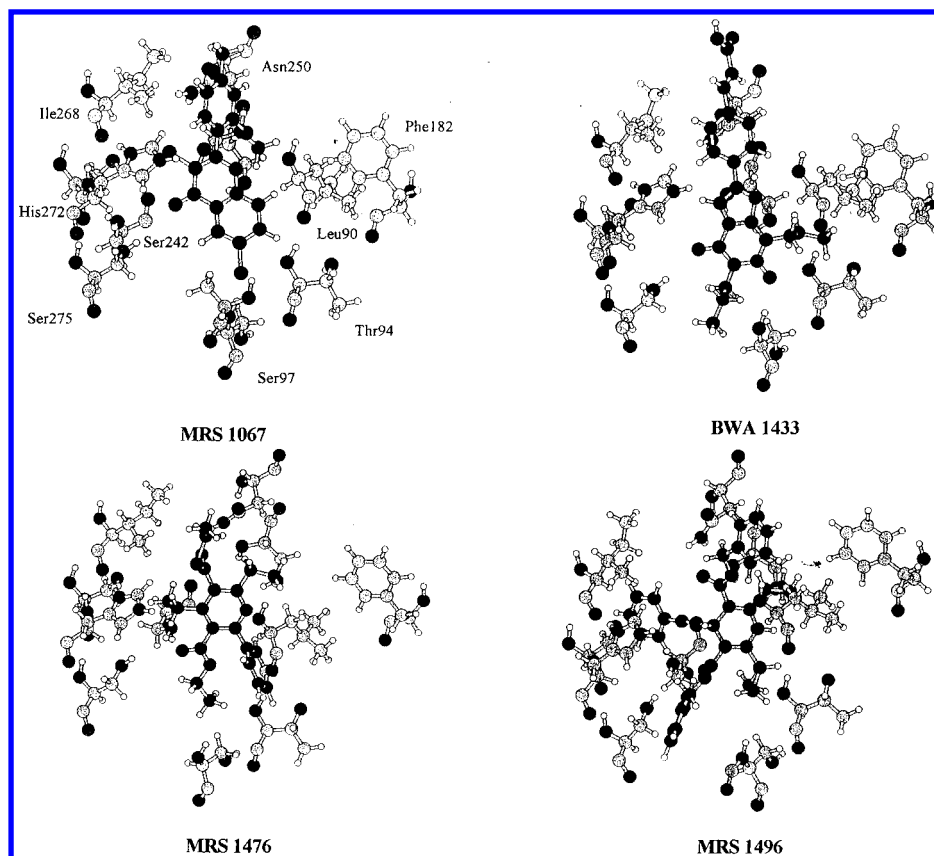 Asn250
Ile268
Phe182
His272
Ser242
Leu90
Ser275
Thr94
Ser97
MRS 1067
BWA 1433
MRS 1476
MRS 1496